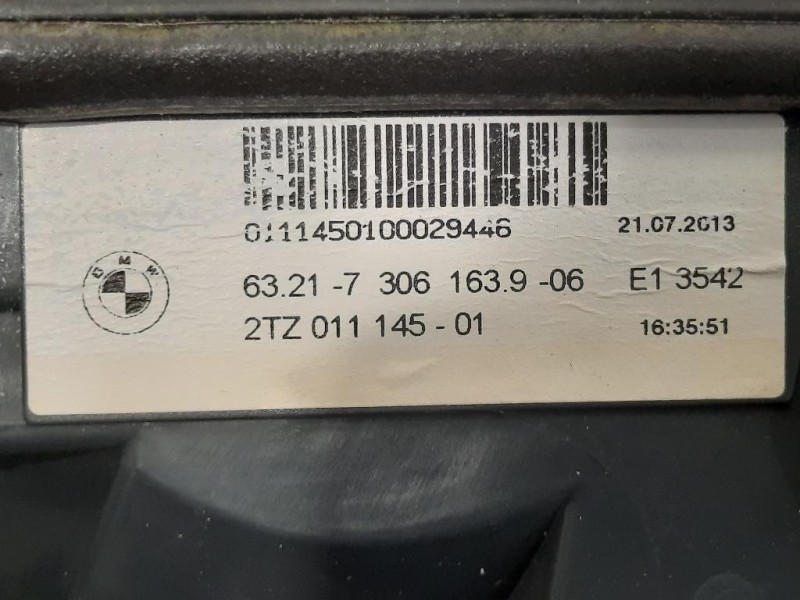 0111450100029446 21.07.2013
BMW
63.21-7 306 163.9-06 E1 3542
2TZ 011 145-01 16:35:51